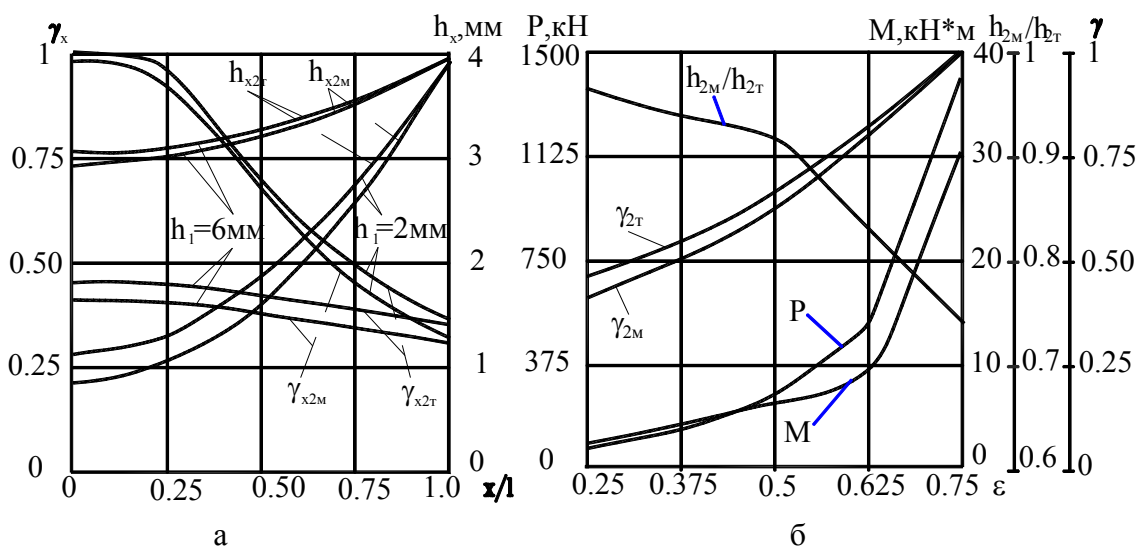 γx
hx,мм
P,кН
M,кН*м
h2м/h2т
γ
1
4
1500
40
1
1
hx2т
hx2м
h2м/h2т
0.75
3
1125
30
0.9
0.75
h1=6мм
h1=2мм
γ2т
0.50
2
750
20
0.8
0.50
γ2м
P
0.25
1
375
10
0.7
0.25
γx2м
γx2т
M
0
0
0
0
0.6
0
0
0.25
0.50
0.75
1.0
x/l
0.25
0.375
0.5
0.625
0.75
ε
а
б